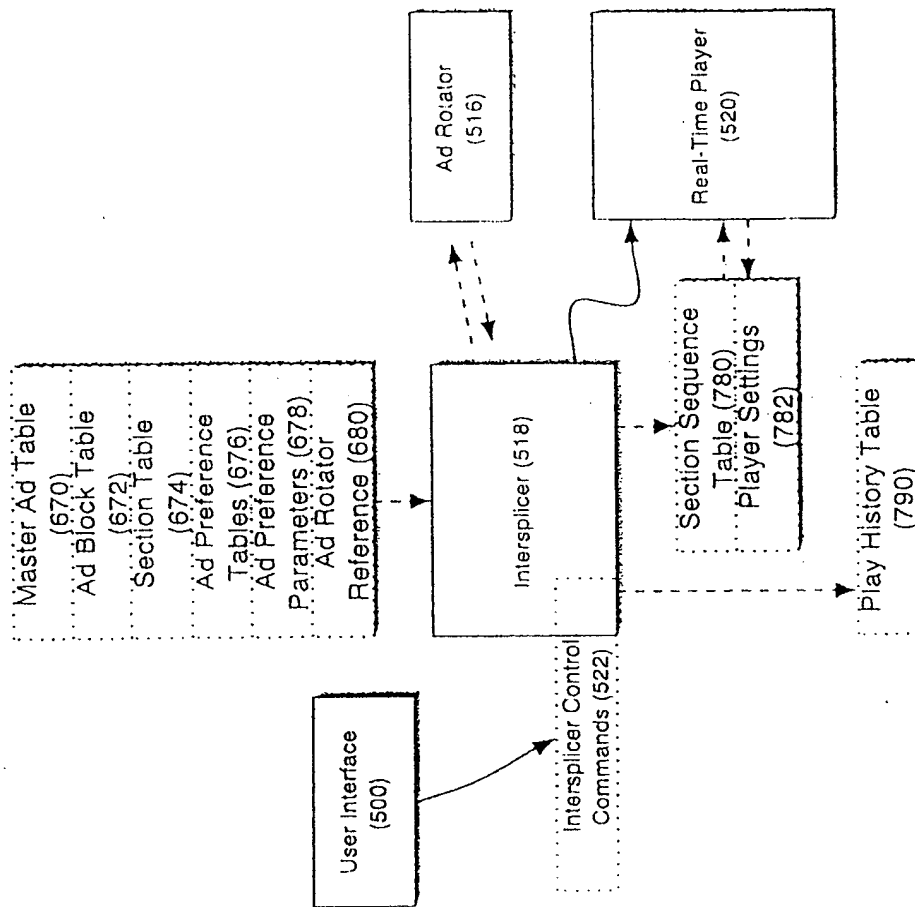 Master Ad Table
(670)
Ad Block Table
(672)
Section Table
(674)
Ad Preference
Tables (676)
Ad Preference
Parameters (678)
Ad Rotator
Reference (680)
User Interface
(500)
Intersplicer Control
Commands (522)
Intersplicer (518)
Ad Rotator
(516)
Section Sequence
Table (780)
Player Settings
(782)
Real-Time Player
(520)
Play History Table
(790)